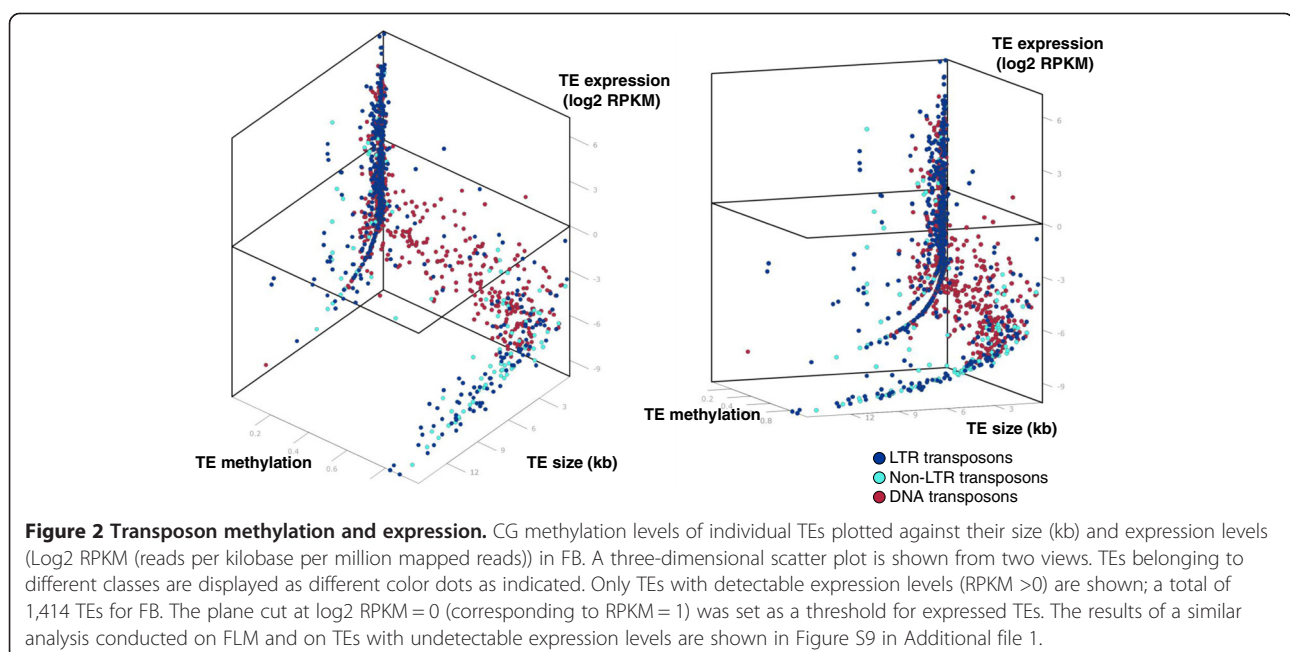 TE expression
(log2 RPKM)
6
3
0
-3
-6
-9
3
6
9
12
0.2
0.4
0.6
TE methylation
TE size (kb)
TE expression
(log2 RPKM)
6
3
0
-3
-6
-9
0.2
0.4
0.8
12
9
6
3
TE methylation
TE size (kb)
LTR transposons
Non-LTR transposons
DNA transposons
Figure 2 Transposon methylation and expression. CG methylation levels of individual TEs plotted against their size (kb) and expression levels
(Log2 RPKM (reads per kilobase per million mapped reads)) in FB. A three-dimensional scatter plot is shown from two views. TEs belonging to
different classes are displayed as different color dots as indicated. Only TEs with detectable expression levels (RPKM >0) are shown; a total of
1,414 TEs for FB. The plane cut at log2 RPKM = 0 (corresponding to RPKM = 1) was set as a threshold for expressed TEs. The results of a similar
analysis conducted on FLM and on TEs with undetectable expression levels are shown in Figure S9 in Additional file 1.